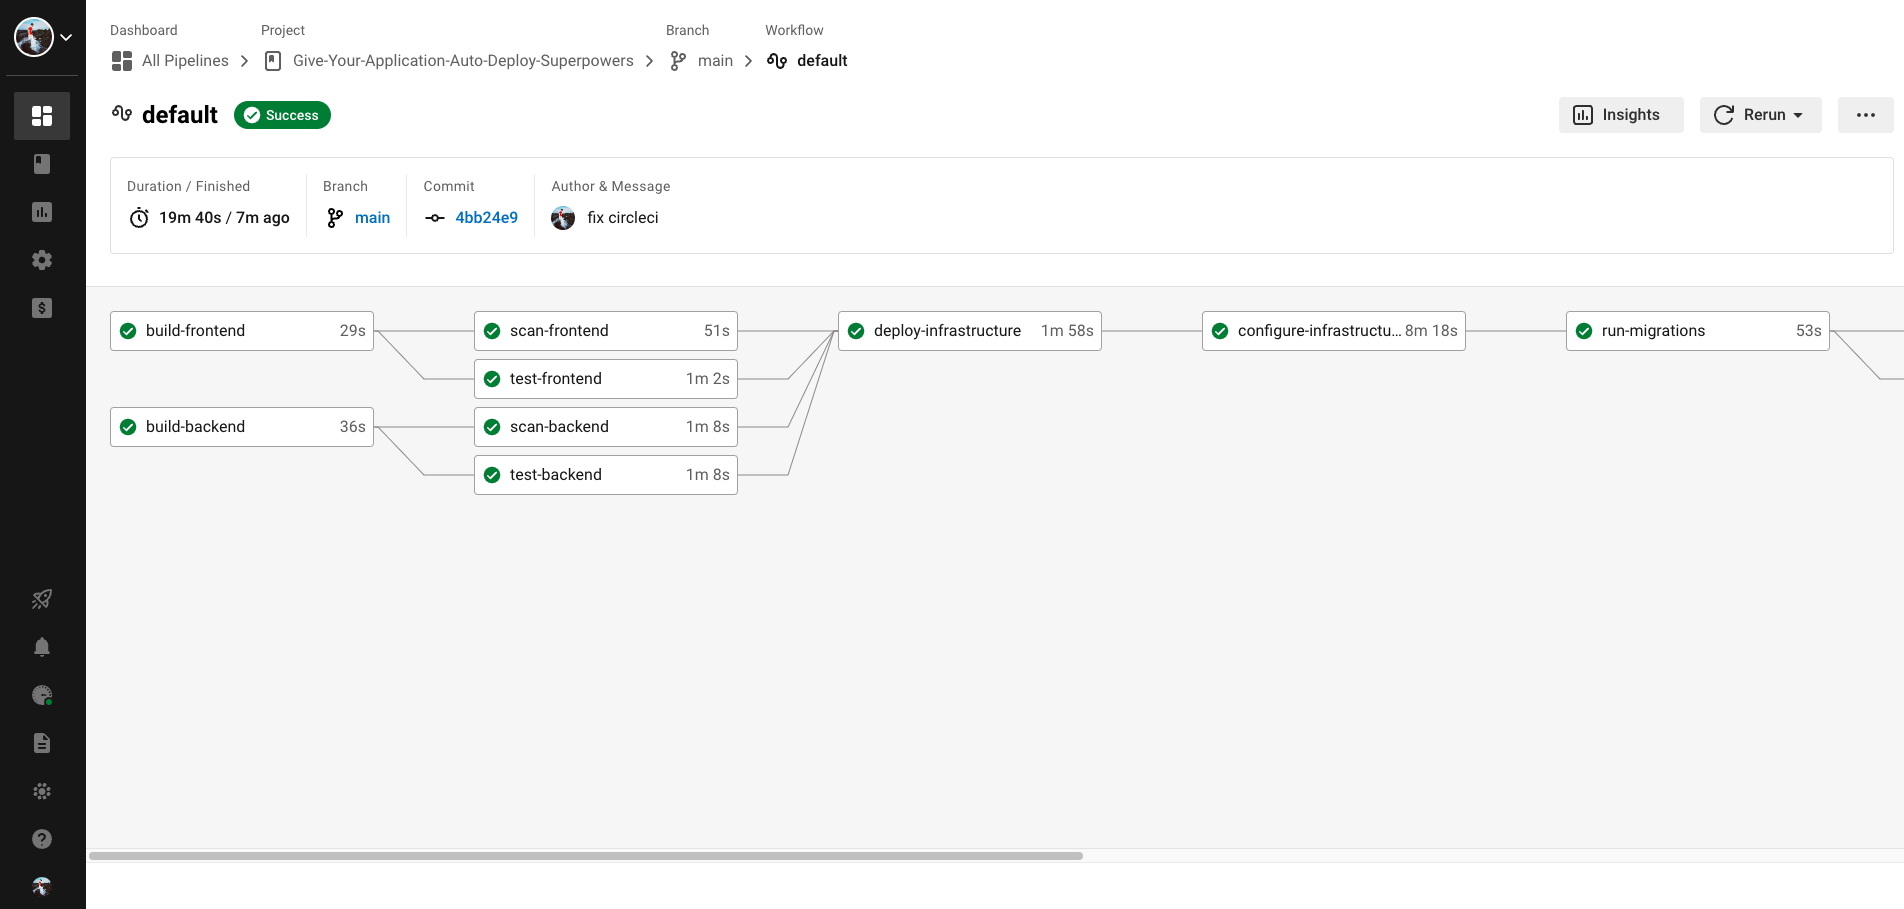 Dashboard Project Branch Workflow
All Pipelines Give-Your-Application-Auto-Deploy-Superpowers main default
default Success Insights Rerun
Duration / Finished Branch Commit Author & Message
19m 40s / 7m ago main 4bb24e9 fix circleci
build-frontend 29s scan-frontend 51s deploy-infrastructure 1m 58s configure-infrastructu... 8m 18s run-migrations 53s
test-frontend 1m 2s
build-backend 36s scan-backend 1m 8s
test-backend 1m 8s